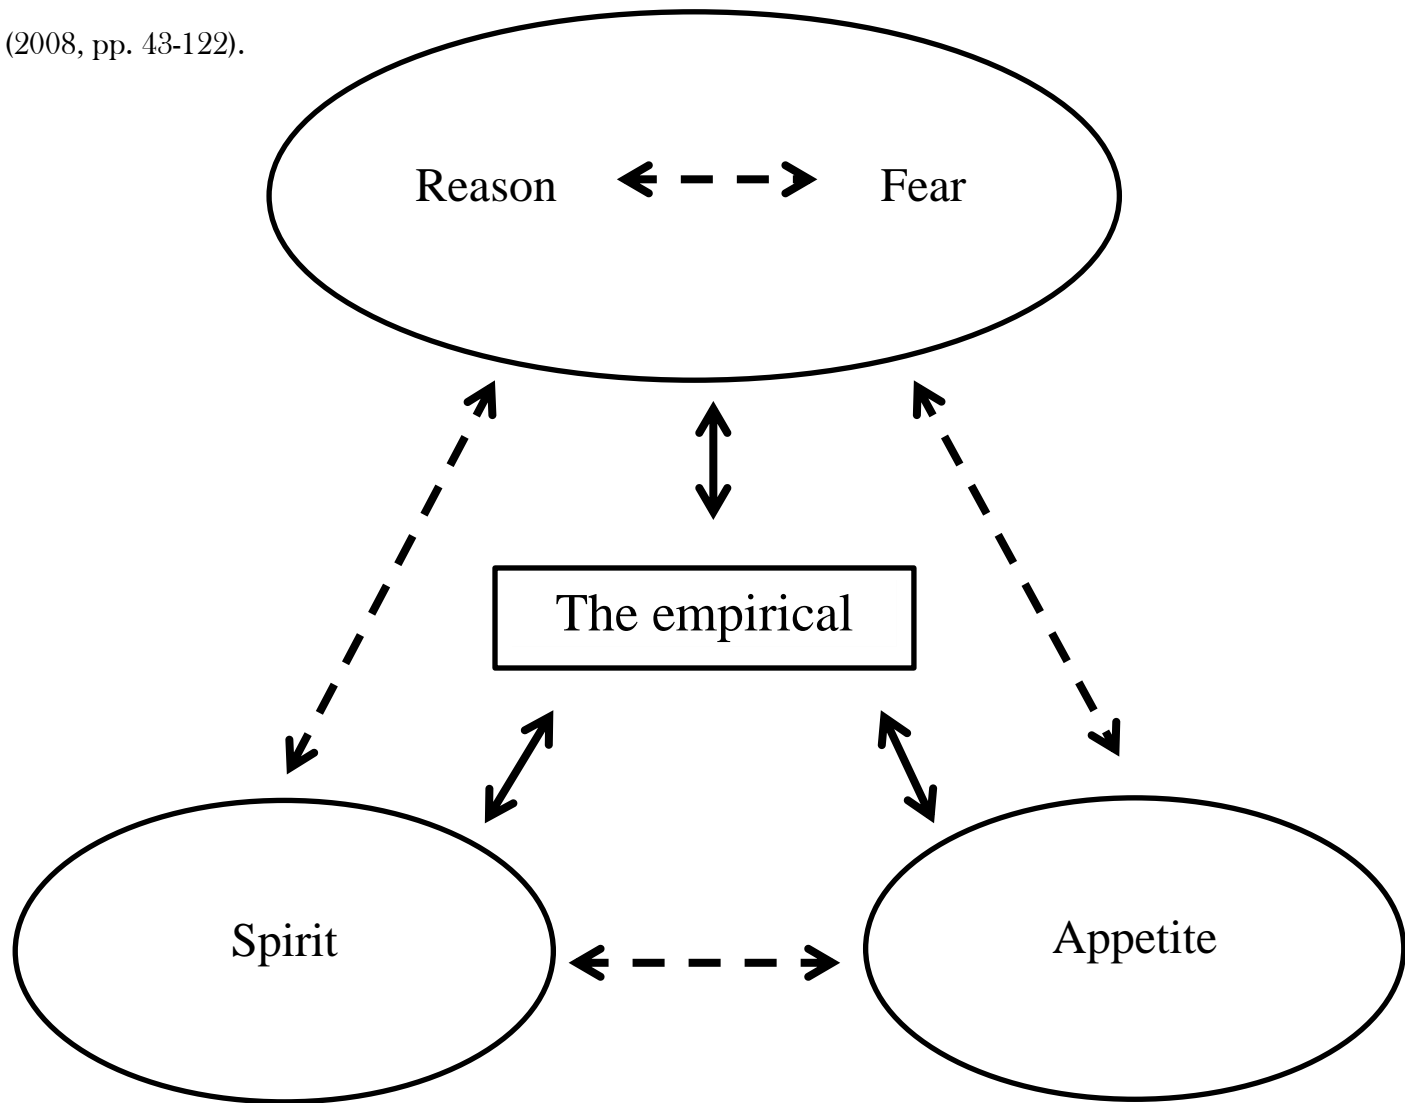 (2008, pp. 43-122).
Reason Fear
The empirical
Spirit Appetite